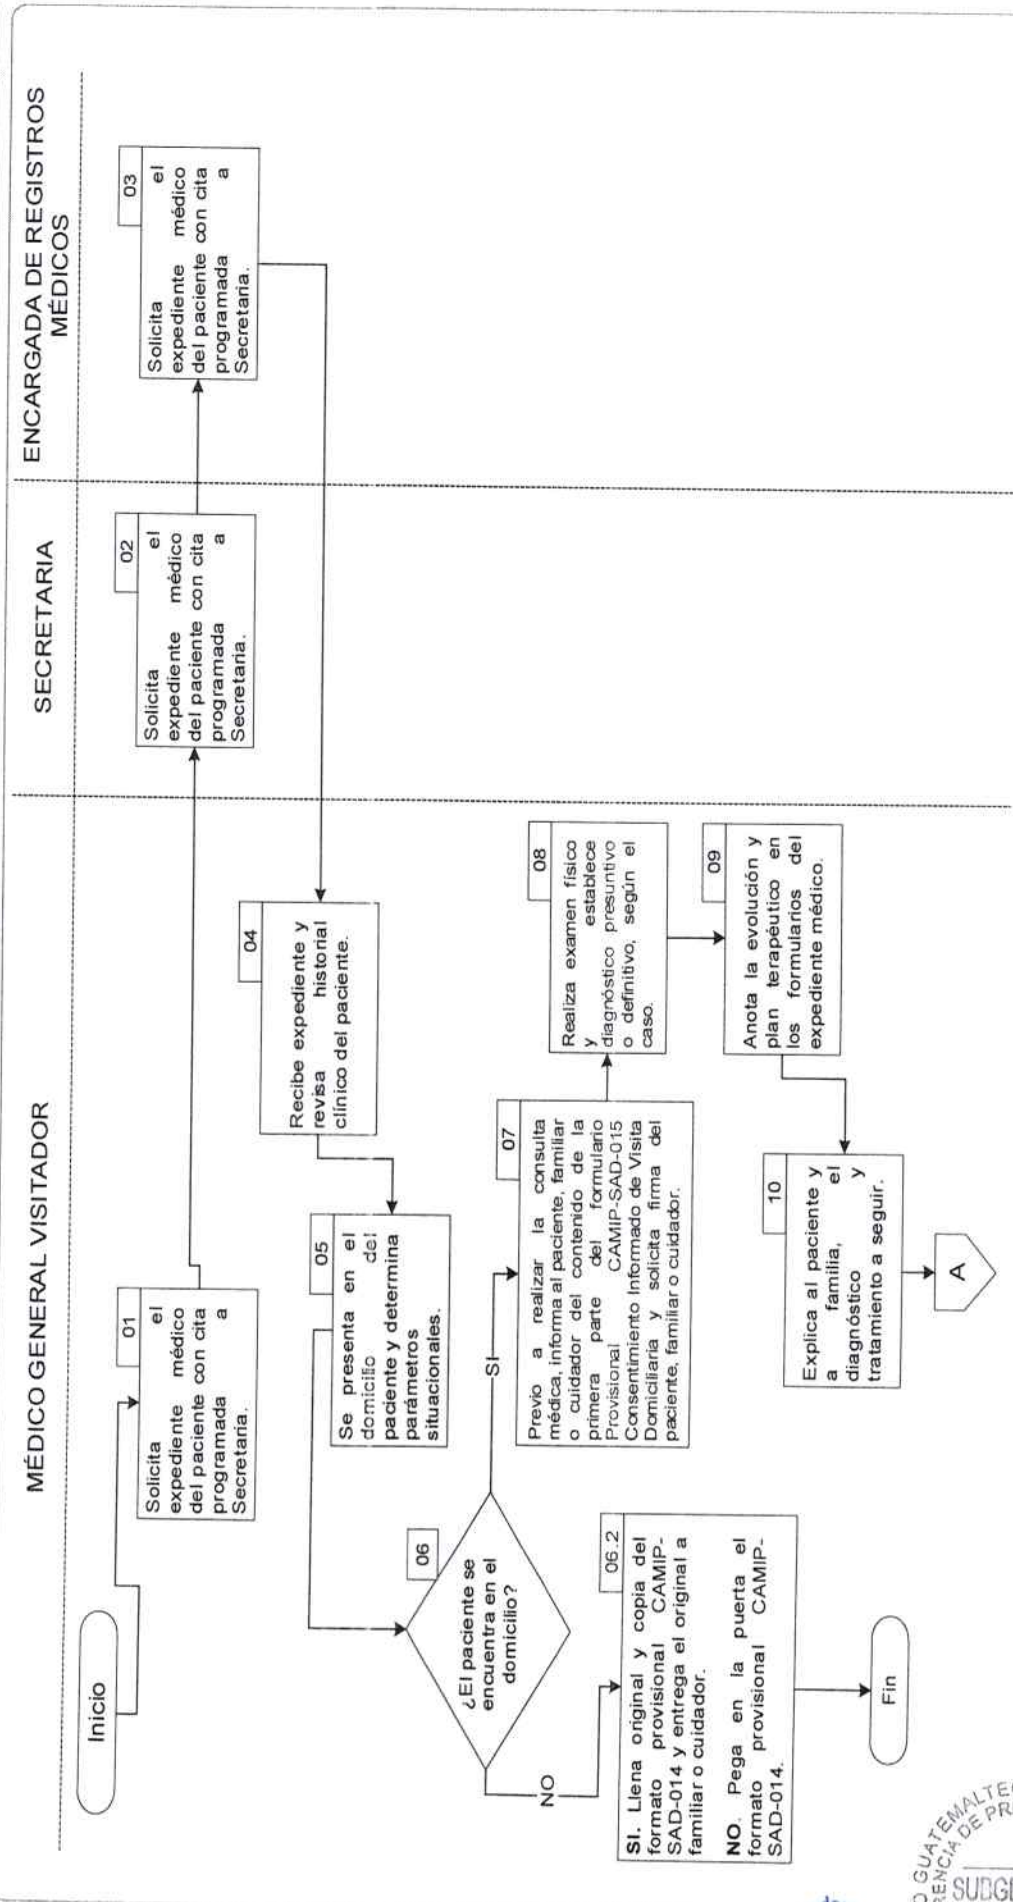 MÉDICO GENERAL VISITADOR
SECRETARIA
ENCARGADA DE REGISTROS
MÉDICOS
Inicio
01
Solicita el
expediente médico
del paciente con cita
programada a
Secretaria.
02
Solicita el
expediente médico
del paciente con cita
programada a
Secretaria.
03
Solicita el
expediente médico
del paciente con cita
programada a
Secretaria.
04
Recibe expediente y
revisa historial
clínico del paciente.
05
Se presenta en el
domicilio del
paciente y determina
parámetros
situacionales.
06
¿El paciente se
encuentra en el
domicilio?
NO
SI
06.2
SI. Llena original y copia del
formato provisional CAMIP-
SAD-014 y entrega el original a
familiar o cuidador.
NO. Pega en la puerta el
formato provisional CAMIP-
SAD-014.
Fin
07
Previo a realizar la consulta
médica, informa al paciente, familiar
o cuidador del contenido de la
primera parte del formulario
Provisional CAMIP-SAD-015
Consentimiento Informado de Visita
Domiciliaria y solicita firma del
paciente, familiar o cuidador.
08
Realiza examen físico
y establece
diagnóstico presuntivo
o definitivo, según el
caso.
09
Anota la evolución y
plan terapéutico en
los formularios del
expediente médico.
10
Explica al paciente y
a familia, el
diagnóstico y
tratamiento a seguir.
A
O GUATEMALTE
RENCIA DE PR
SUBGE